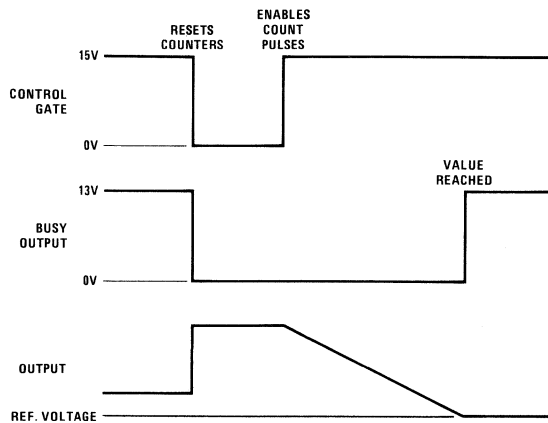 RESETS
COUNTERS
ENABLES
COUNT
PULSES
15V
CONTROL
GATE
0V
VALUE
REACHED
13V
BUSY
OUTPUT
0V
OUTPUT
REF. VOLTAGE